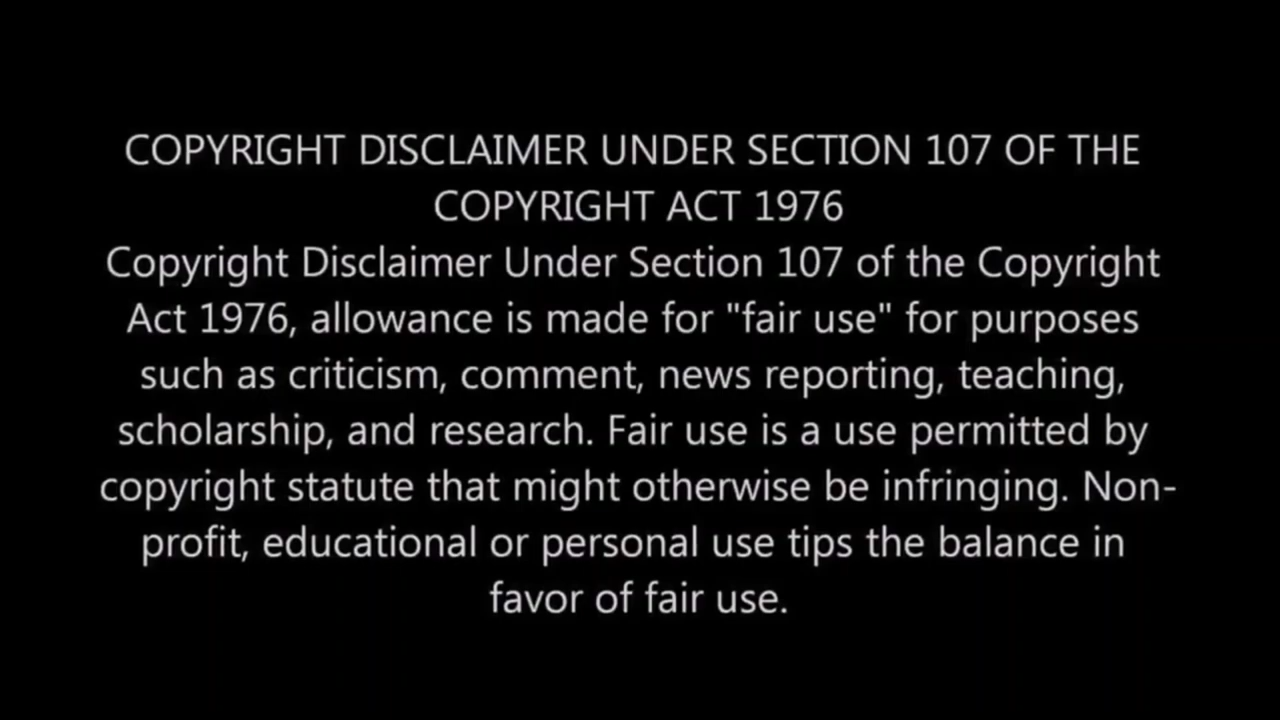 COPYRIGHT DISCLAIMER UNDER SECTION 107 OF THE
COPYRIGHT ACT 1976
Copyright Disclaimer Under Section 107 of the Copyright
Act 1976, allowance is made for "fair use" for purposes
such as criticism, comment, news reporting, teaching,
scholarship, and research. Fair use is a use permitted by
copyright statute that might otherwise be infringing. Non-
profit, educational or personal use tips the balance in
favor of fair use.